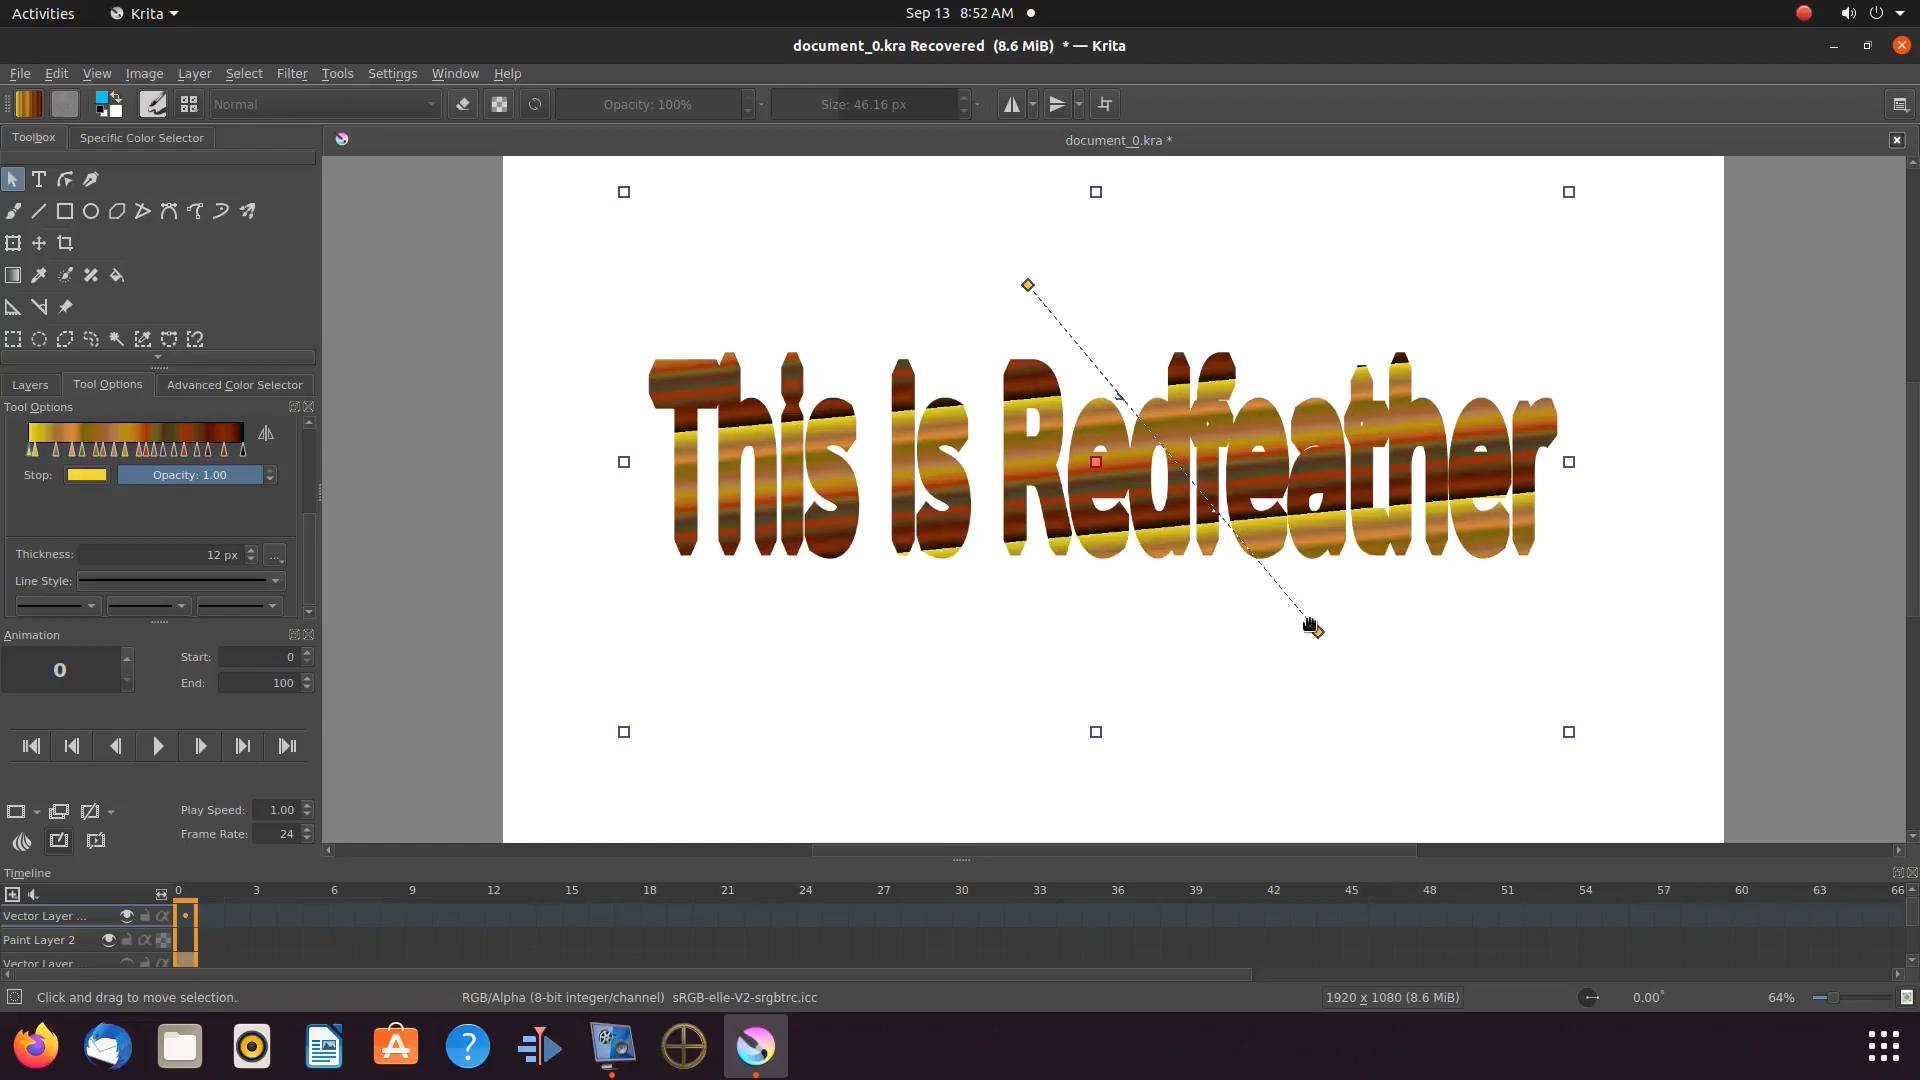 Activities Krita Sep 13 8:52 AM
document_0.kra Recovered (8.6 MiB) * — Krita
File Edit View Image Layer Select Filter Tools Settings Window Help
Normal Opacity: 100% Size: 46.16 px
Toolbox Specific Color Selector document_0.kra *
This Is Redfeather
Layers Tool Options Advanced Color Selector
Tool Options
Stop: Opacity: 1.00
Thickness: 12 px ...
Line Style:
Animation
0 Start: 0
End: 100
Play Speed: 1.00
Frame Rate: 24
Timeline
0 3 6 9 12 15 18 21 24 27 30 33 36 39 42 45 48 51 54 57 60 63 66
Vector Layer ...
Paint Layer 2
Vector Layer
Click and drag to move selection. RGB/Alpha (8-bit integer/channel) sRGB-elle-V2-srgbtrc.icc 1920 x 1080 (8.6 MiB) 0.00° 64%